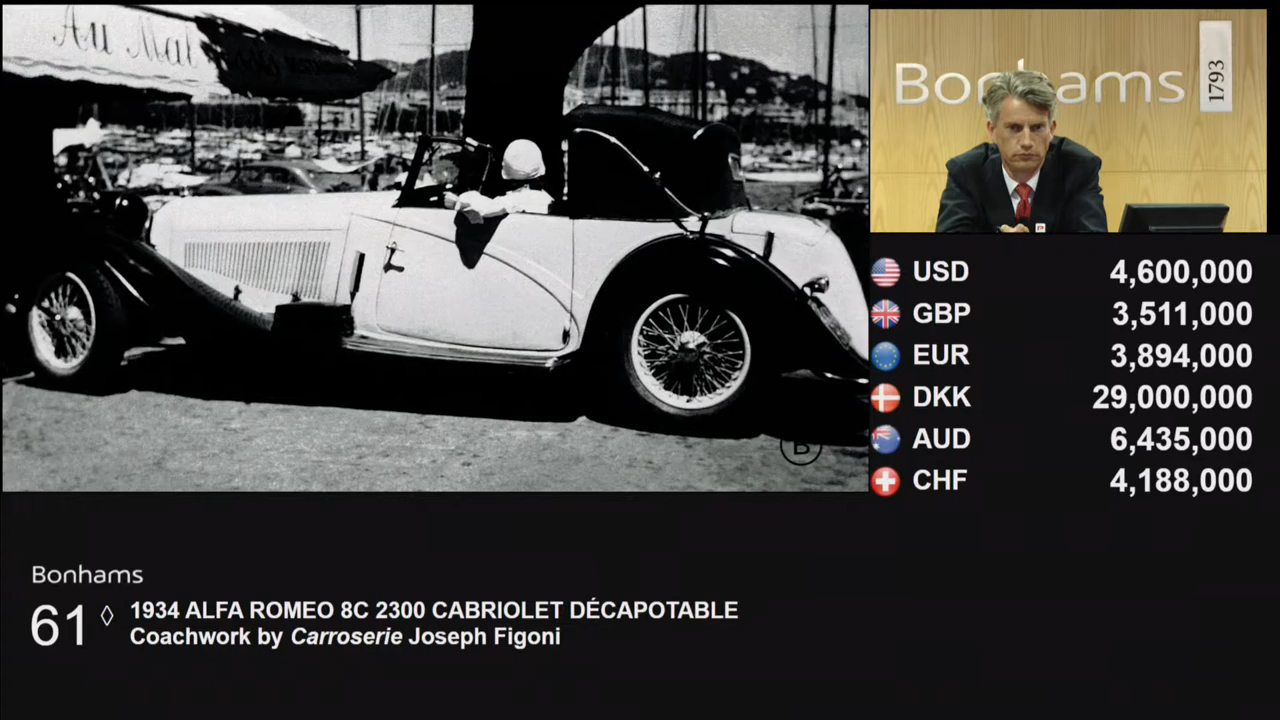 Au Mal
Bonhams
1793
USD 4,600,000
GBP 3,511,000
EUR 3,894,000
DKK 29,000,000
AUD 6,435,000
CHF 4,188,000
B
Bonhams
61 ◊ 1934 ALFA ROMEO 8C 2300 CABRIOLET DÉCAPOTABLE
Coachwork by Carroserie Joseph Figoni